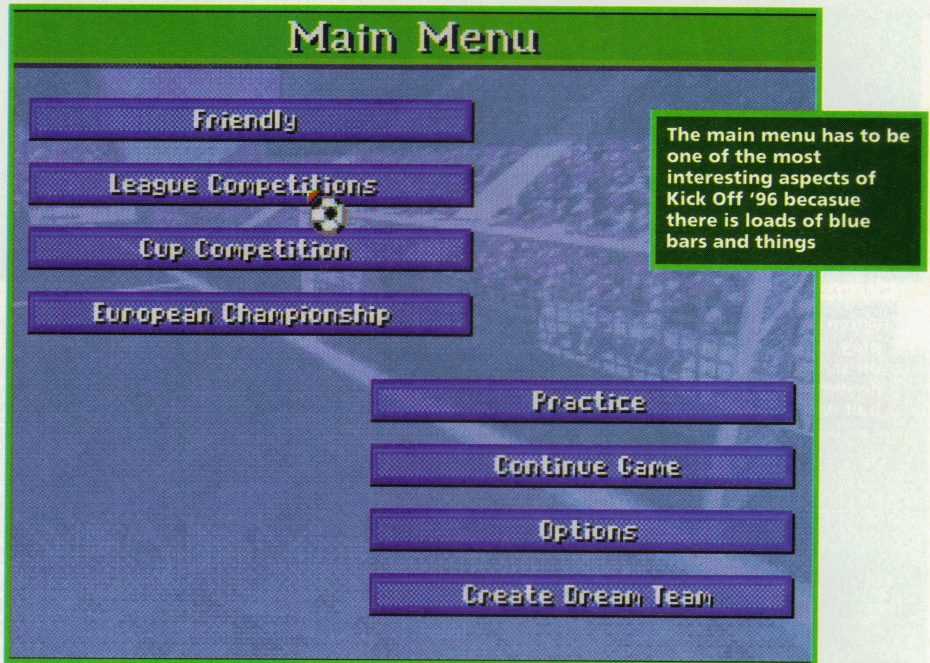 Main Menu
Friendly
League Competitions
Cup Competition
European Championship
Practice
Continue Game
Options
Create Dream Team
The main menu has to be
one of the most
interesting aspects of
Kick Off '96 becasue
there is loads of blue
bars and things